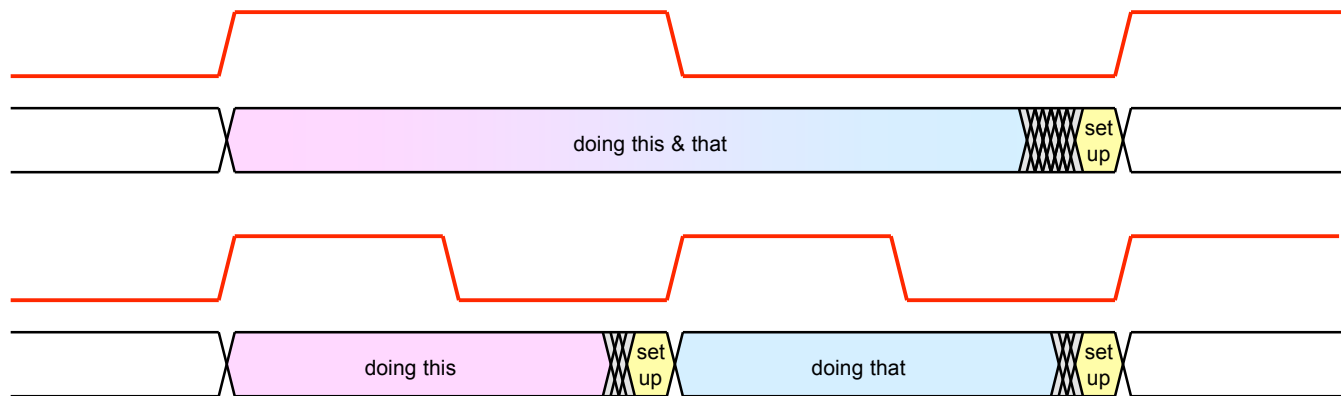 doing this & that
set
up
doing this
set
up
doing that
set
up